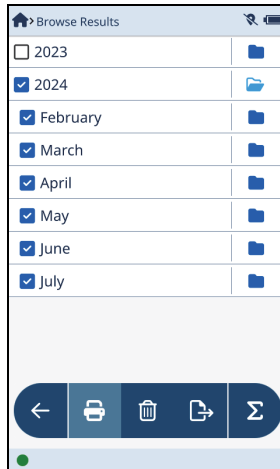 Browse Results
2023
2024
February
March
April
May
June
July
Σ